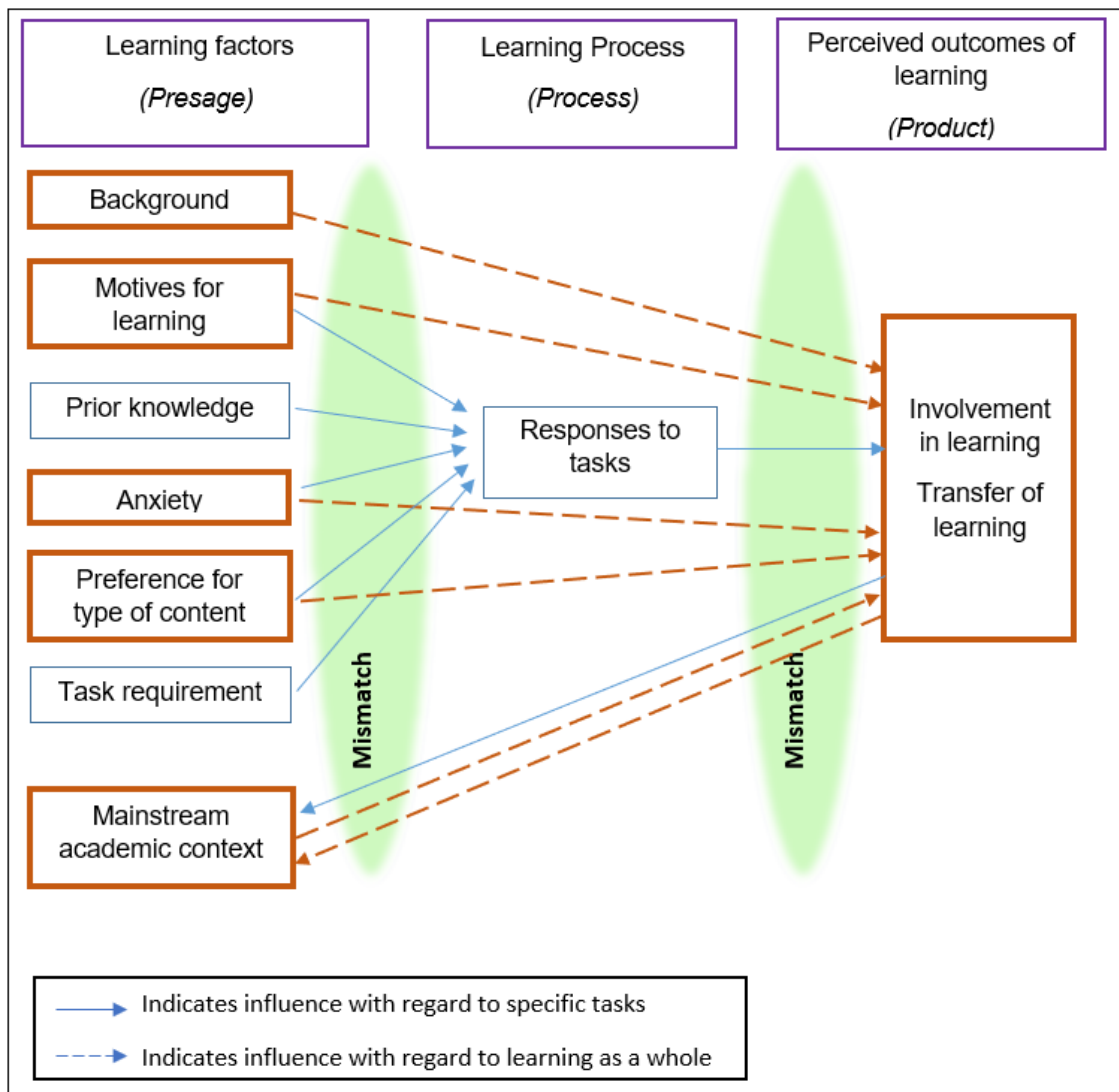 Learning factors
(Presage)
Learning Process
(Process)
Perceived outcomes of
learning
(Product)
Background
Motives for
learning
Prior knowledge
Anxiety
Preference for
type of content
Task requirement
Mainstream
academic context
Mismatch
Responses to
tasks
Mismatch
Involvement
in learning
Transfer of
learning
Indicates influence with regard to specific tasks
Indicates influence with regard to learning as a whole